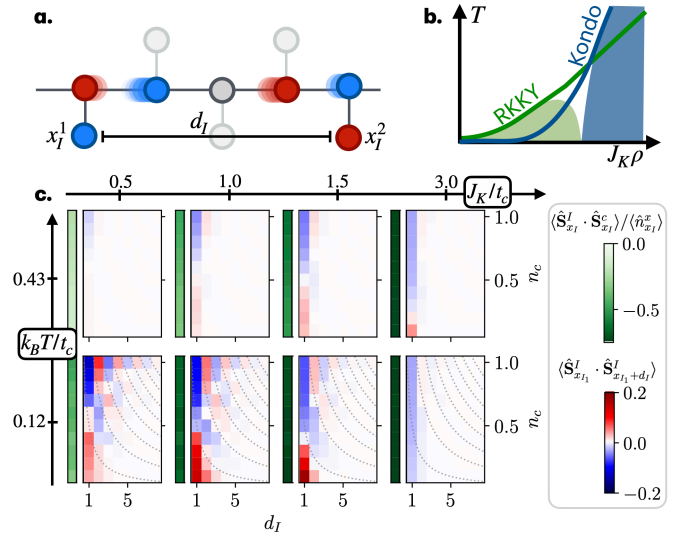 a.
x_I^1
d_I
x_I^2
b.
T
RKKY
Kondo
J_K ρ
c.
0.5
1.0
1.5
3.0
J_K/t_c
0.43
k_B T/t_c
0.12
1.0
0.5
n_c
1.0
0.5
n_c
1
5
1
5
1
5
1
5
d_I
⟨Ŝ^I_{x_I} · Ŝ^c_{x_I}⟩/⟨n̂^x_{x_I}⟩
0.0
−0.5
⟨Ŝ^I_{x_{I_1}} · Ŝ^I_{x_{I_1}+d_I}⟩
0.2
0.0
−0.2